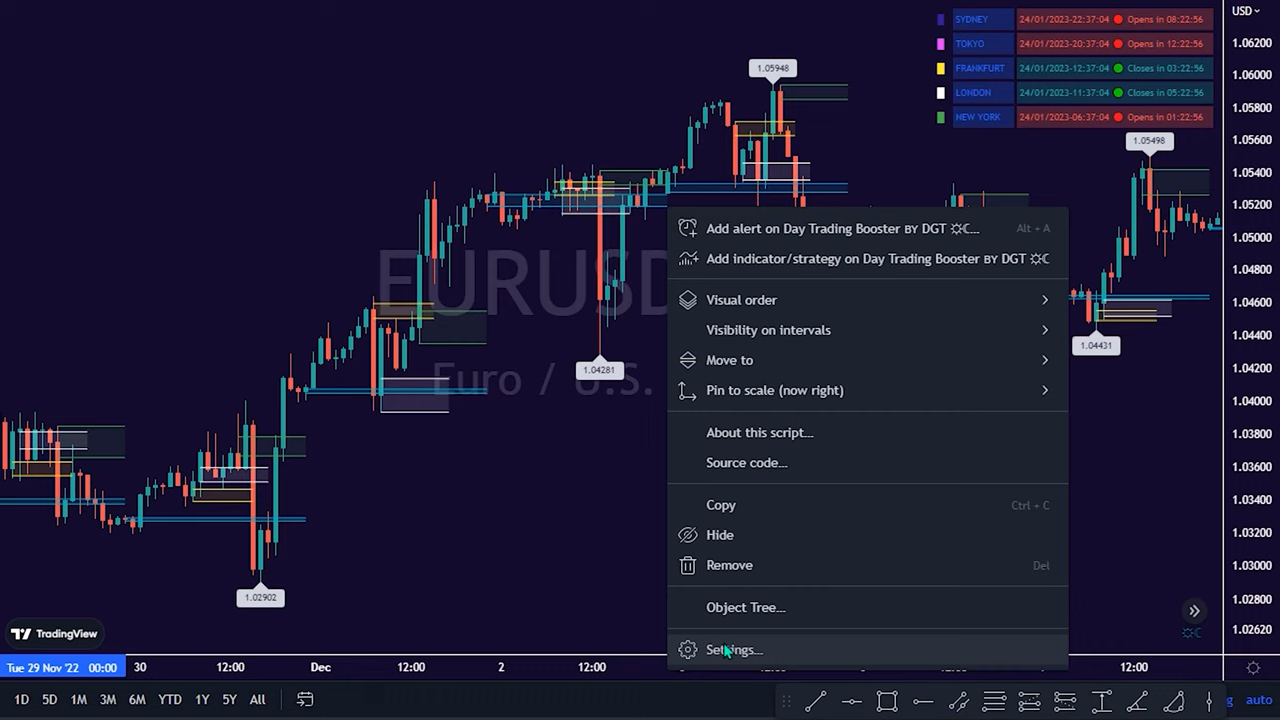 USD
SYDNEY 24/01/2023-22:37:04 Opens in 08:22:56
TOKYO 24/01/2023-20:37:04 Opens in 12:22:56
FRANKFURT 24/01/2023-12:37:04 Closes in 03:22:56
LONDON 24/01/2023-11:37:04 Closes in 05:22:56
NEW YORK 24/01/2023-06:37:04 Opens in 01:22:56
1.06200
1.06000
1.05800
1.05600
1.05400
1.05200
1.05000
1.04800
1.04600
1.04400
1.04200
1.04000
1.03800
1.03600
1.03400
1.03200
1.03000
1.02800
1.02620
1.05948
1.05498
1.04281
1.04431
1.02902
EURUSD
Euro / U.S.
Add alert on Day Trading Booster BY DGT ☼☾... Alt + A
Add indicator/strategy on Day Trading Booster BY DGT ☼☾
Visual order
Visibility on intervals
Move to
Pin to scale (now right)
About this script...
Source code...
Copy Ctrl + C
Hide
Remove Del
Object Tree...
Settings...
TradingView
Tue 29 Nov '22 00:00 30 12:00 Dec 12:00 2 12:00 12:00
1D 5D 1M 3M 6M YTD 1Y 5Y All
auto